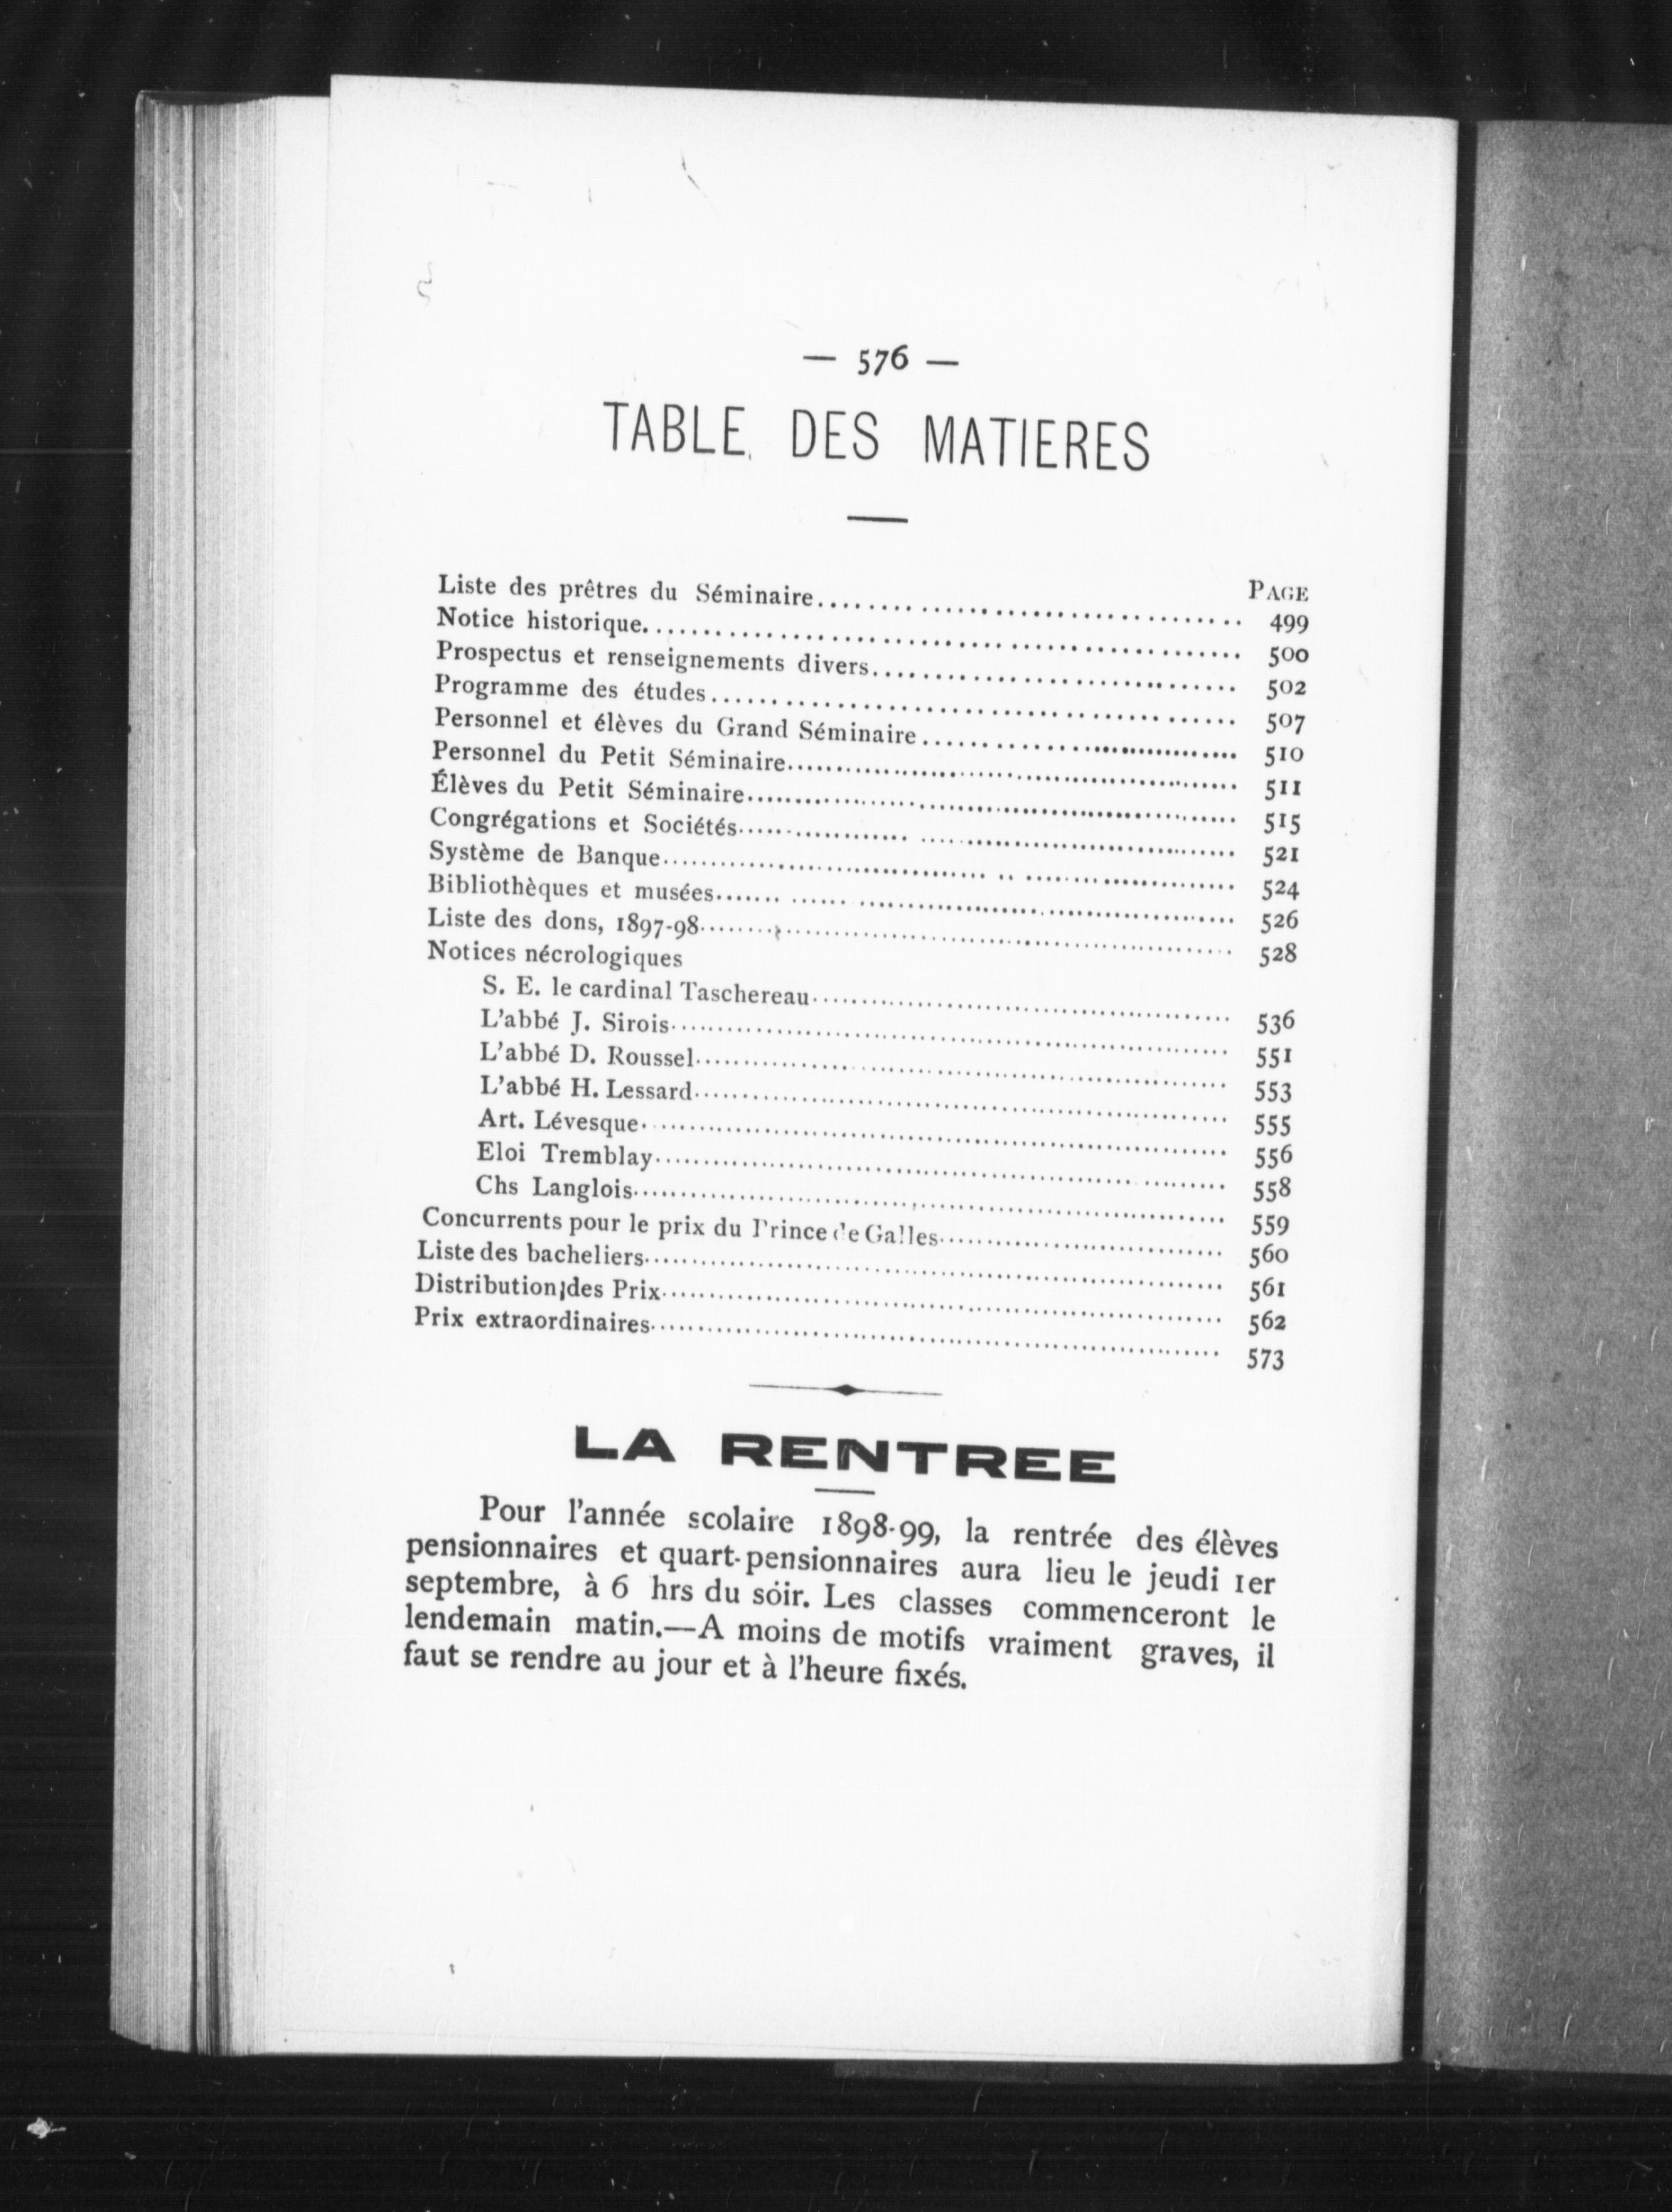 — 576 —
TABLE DES MATIERES
PAGE
Liste des prêtres du Séminaire........ 499
Notice historique........ 500
Prospectus et renseignements divers........ 502
Programme des études........ 507
Personnel et élèves du Grand Séminaire........ 510
Personnel du Petit Séminaire........ 511
Élèves du Petit Séminaire........ 515
Congrégations et Sociétés........ 521
Système de Banque........ 524
Bibliothèques et musées........ 526
Liste des dons, 1897-98........ 528
Notices nécrologiques
S. E. le cardinal Taschereau........ 536
L'abbé J. Sirois........ 551
L'abbé D. Roussel........ 553
L'abbé H. Lessard........ 555
Art. Lévesque........ 556
Eloi Tremblay........ 558
Chs Langlois........ 559
Concurrents pour le prix du Prince de Galles........ 560
Liste des bacheliers........ 561
Distribution des Prix........ 562
Prix extraordinaires........ 573
LA RENTREE
Pour l'année scolaire 1898-99, la rentrée des élèves
pensionnaires et quart-pensionnaires aura lieu le jeudi 1er
septembre, à 6 hrs du soir. Les classes commenceront le
lendemain matin.—A moins de motifs vraiment graves, il
faut se rendre au jour et à l'heure fixés.